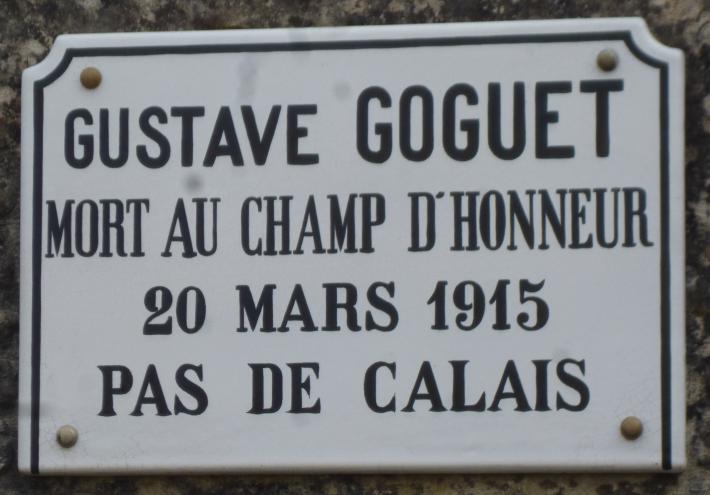 GUSTAVE GOGUET
MORT AU CHAMP D'HONNEUR
20 MARS 1915
PAS DE CALAIS